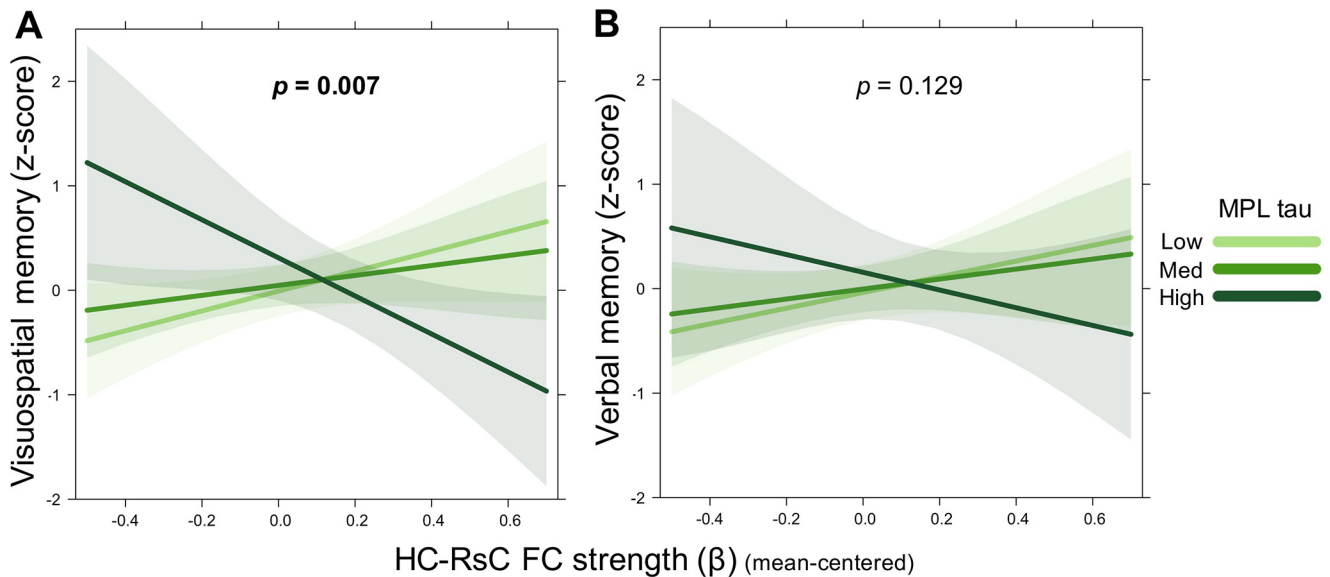 A
B
Visuospatial memory (z-score)
2
1
0
-1
-2
p = 0.007
-0.4
-0.2
0.0
0.2
0.4
0.6
Verbal memory (z-score)
2
1
0
-1
-2
p = 0.129
-0.4
-0.2
0.0
0.2
0.4
0.6
MPL tau
Low
Med
High
HC-RsC FC strength (β) (mean-centered)